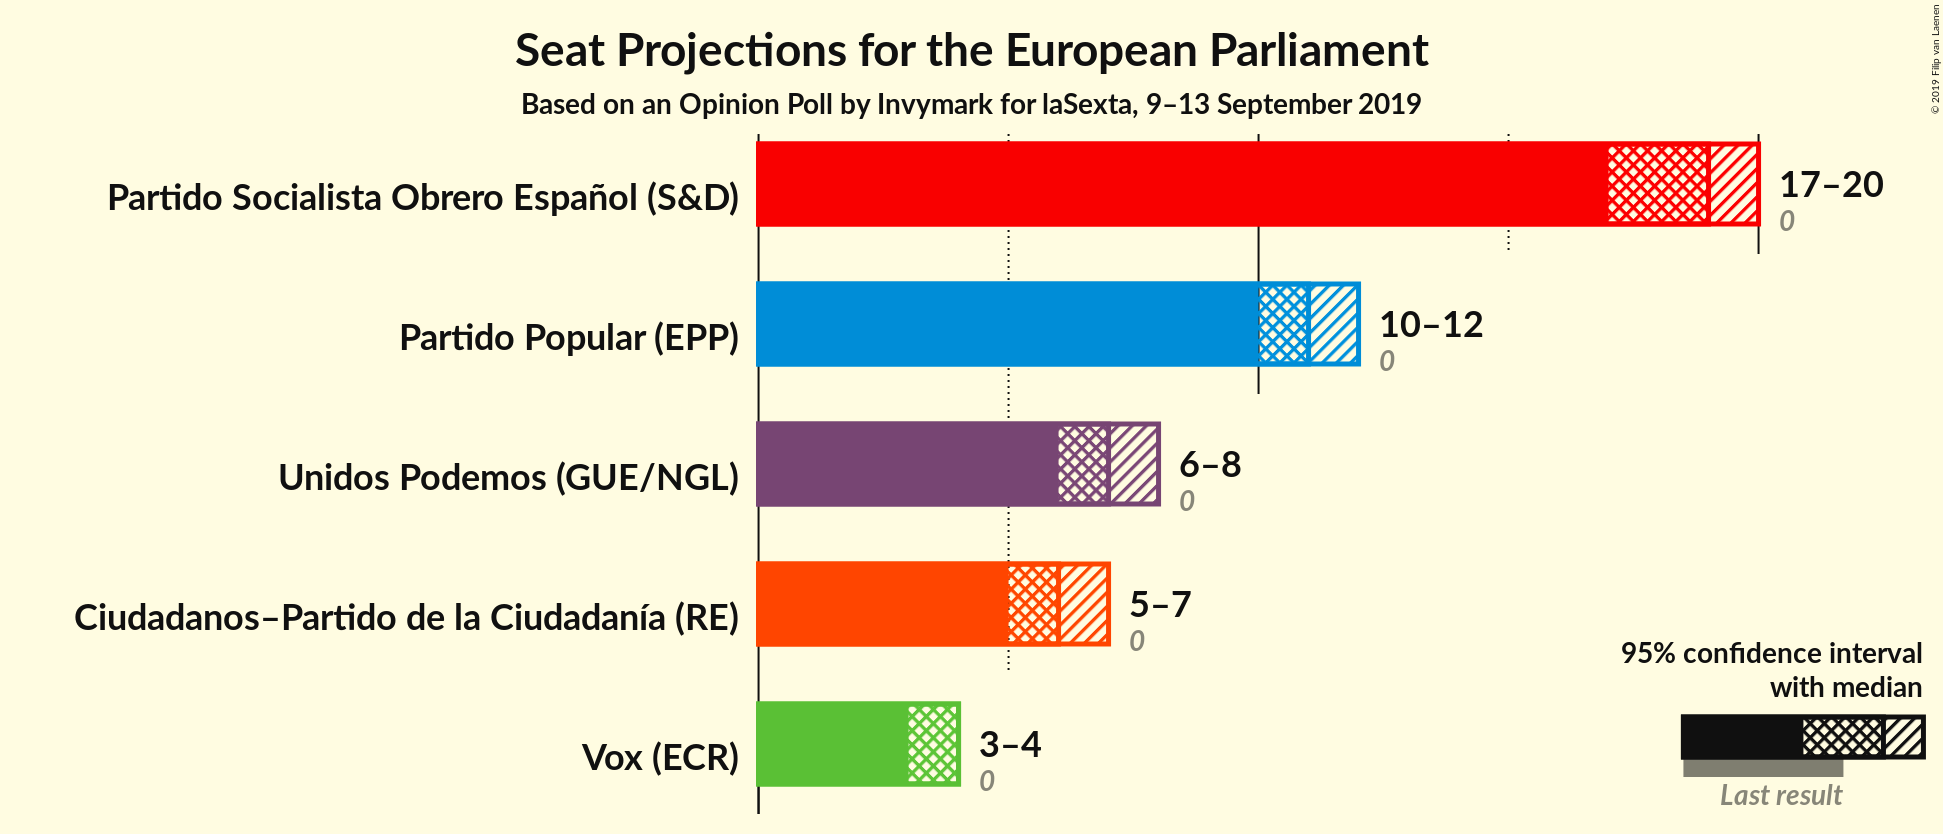 Seat Projections for the European Parliament
Based on an Opinion Poll by Invymark for laSexta, 9–13 September 2019
© 2019 Filip van Laenen
Partido Socialista Obrero Español (S&D)
17–20
0
Partido Popular (EPP)
10–12
0
Unidos Podemos (GUE/NGL)
6–8
0
Ciudadanos–Partido de la Ciudadanía (RE)
5–7
0
Vox (ECR)
3–4
0
95% confidence interval
with median
Last result